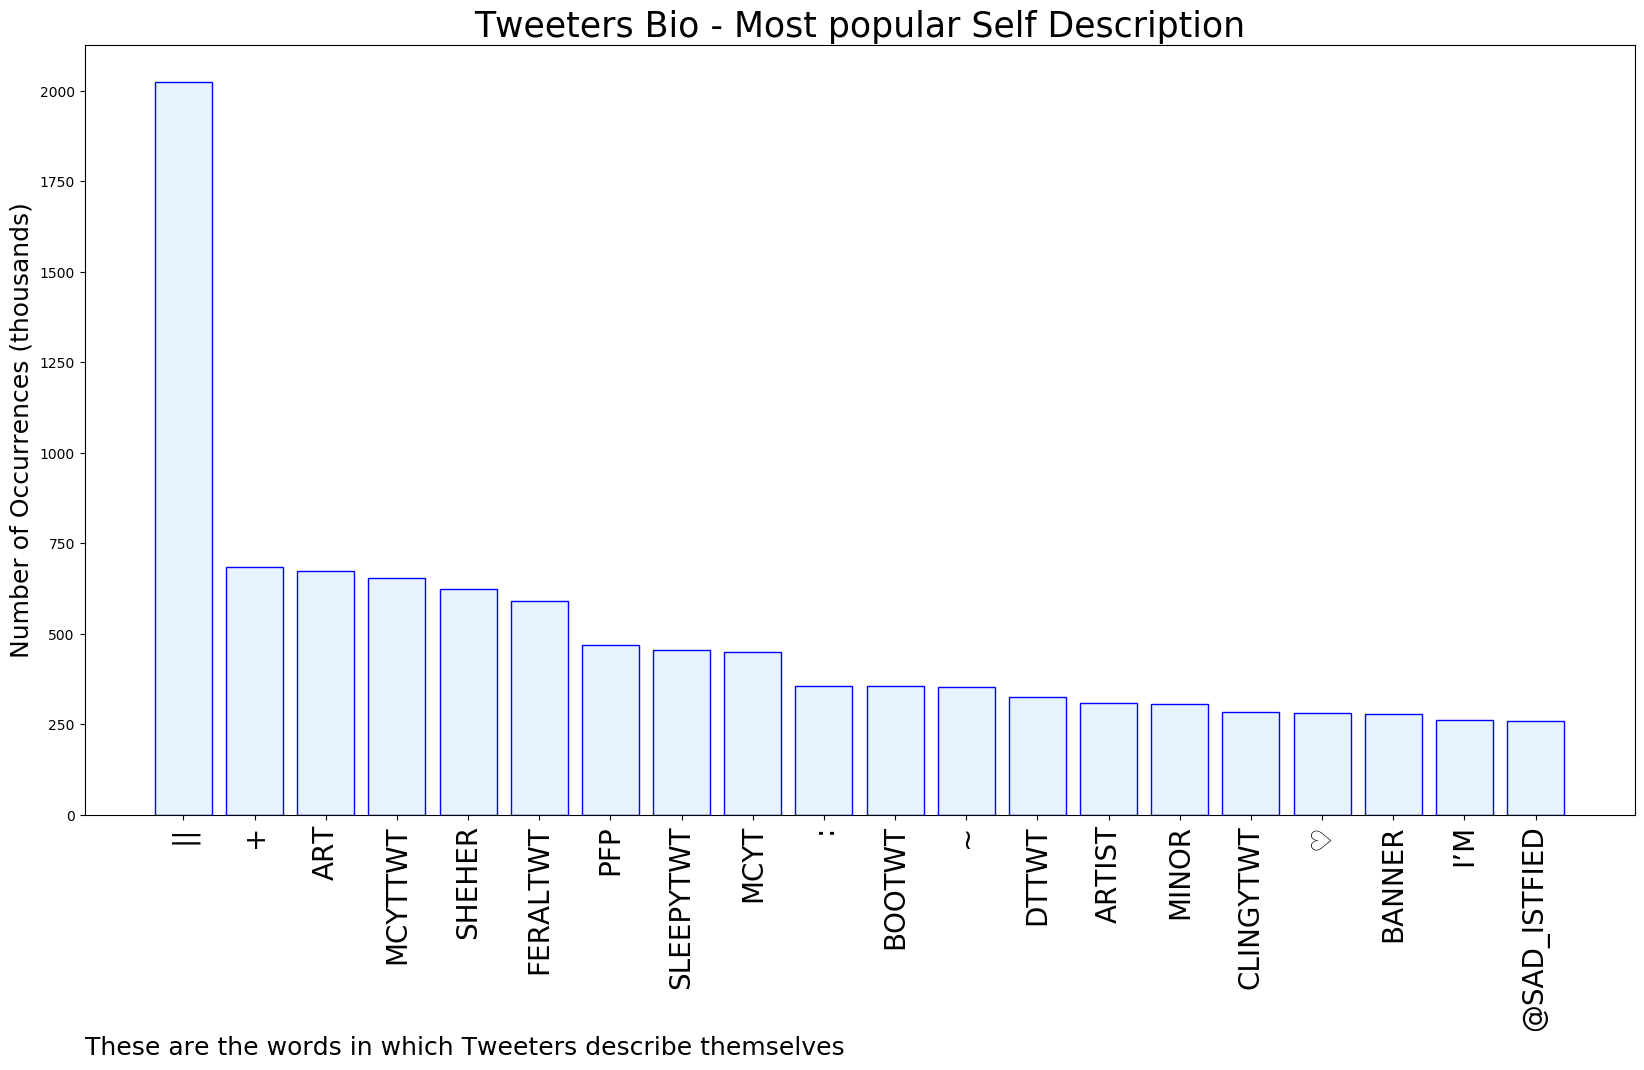 Tweeters Bio - Most popular Self Description
Number of Occurrences (thousands)
2000
1750
1500
1250
1000
750
500
250
0
||
+
ART
MCYTTWT
SHEHER
FERALTWT
PFP
SLEEPYTWT
MCYT
:
BOOTWT
~
DTTWT
ARTIST
MINOR
CLINGYTWT
♡
BANNER
I’M
@SAD_ISTFIED
These are the words in which Tweeters describe themselves